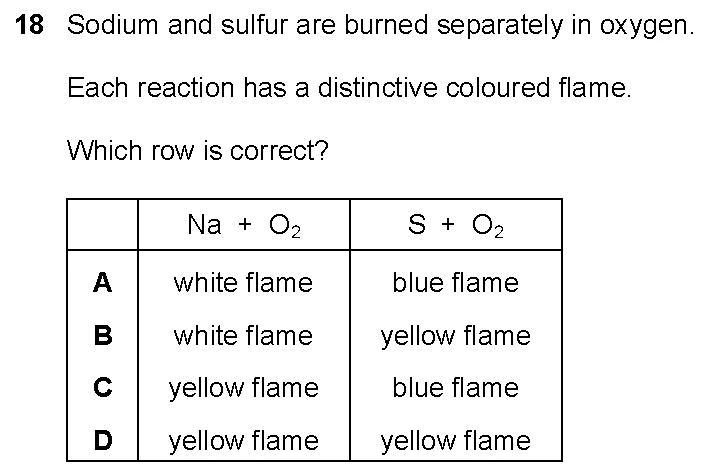 18 Sodium and sulfur are burned separately in oxygen.
Each reaction has a distinctive coloured flame.
Which row is correct?
Na + O₂ S + O₂
A white flame blue flame
B white flame yellow flame
C yellow flame blue flame
D yellow flame yellow flame